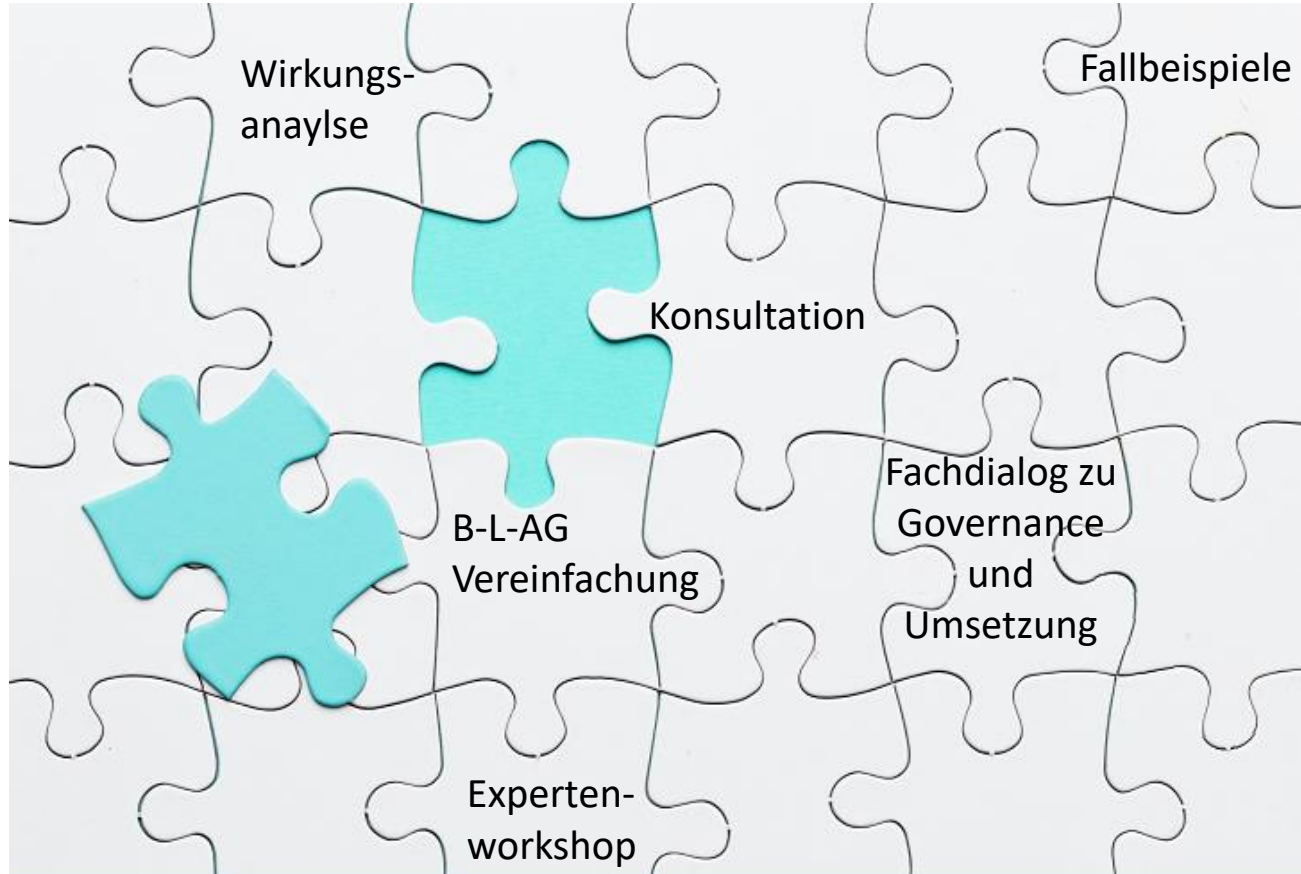 Wirkungs-
anaylse
Fallbeispiele
Konsultation
Fachdialog zu
Governance
und
Umsetzung
B-L-AG
Vereinfachung
Experten-
workshop